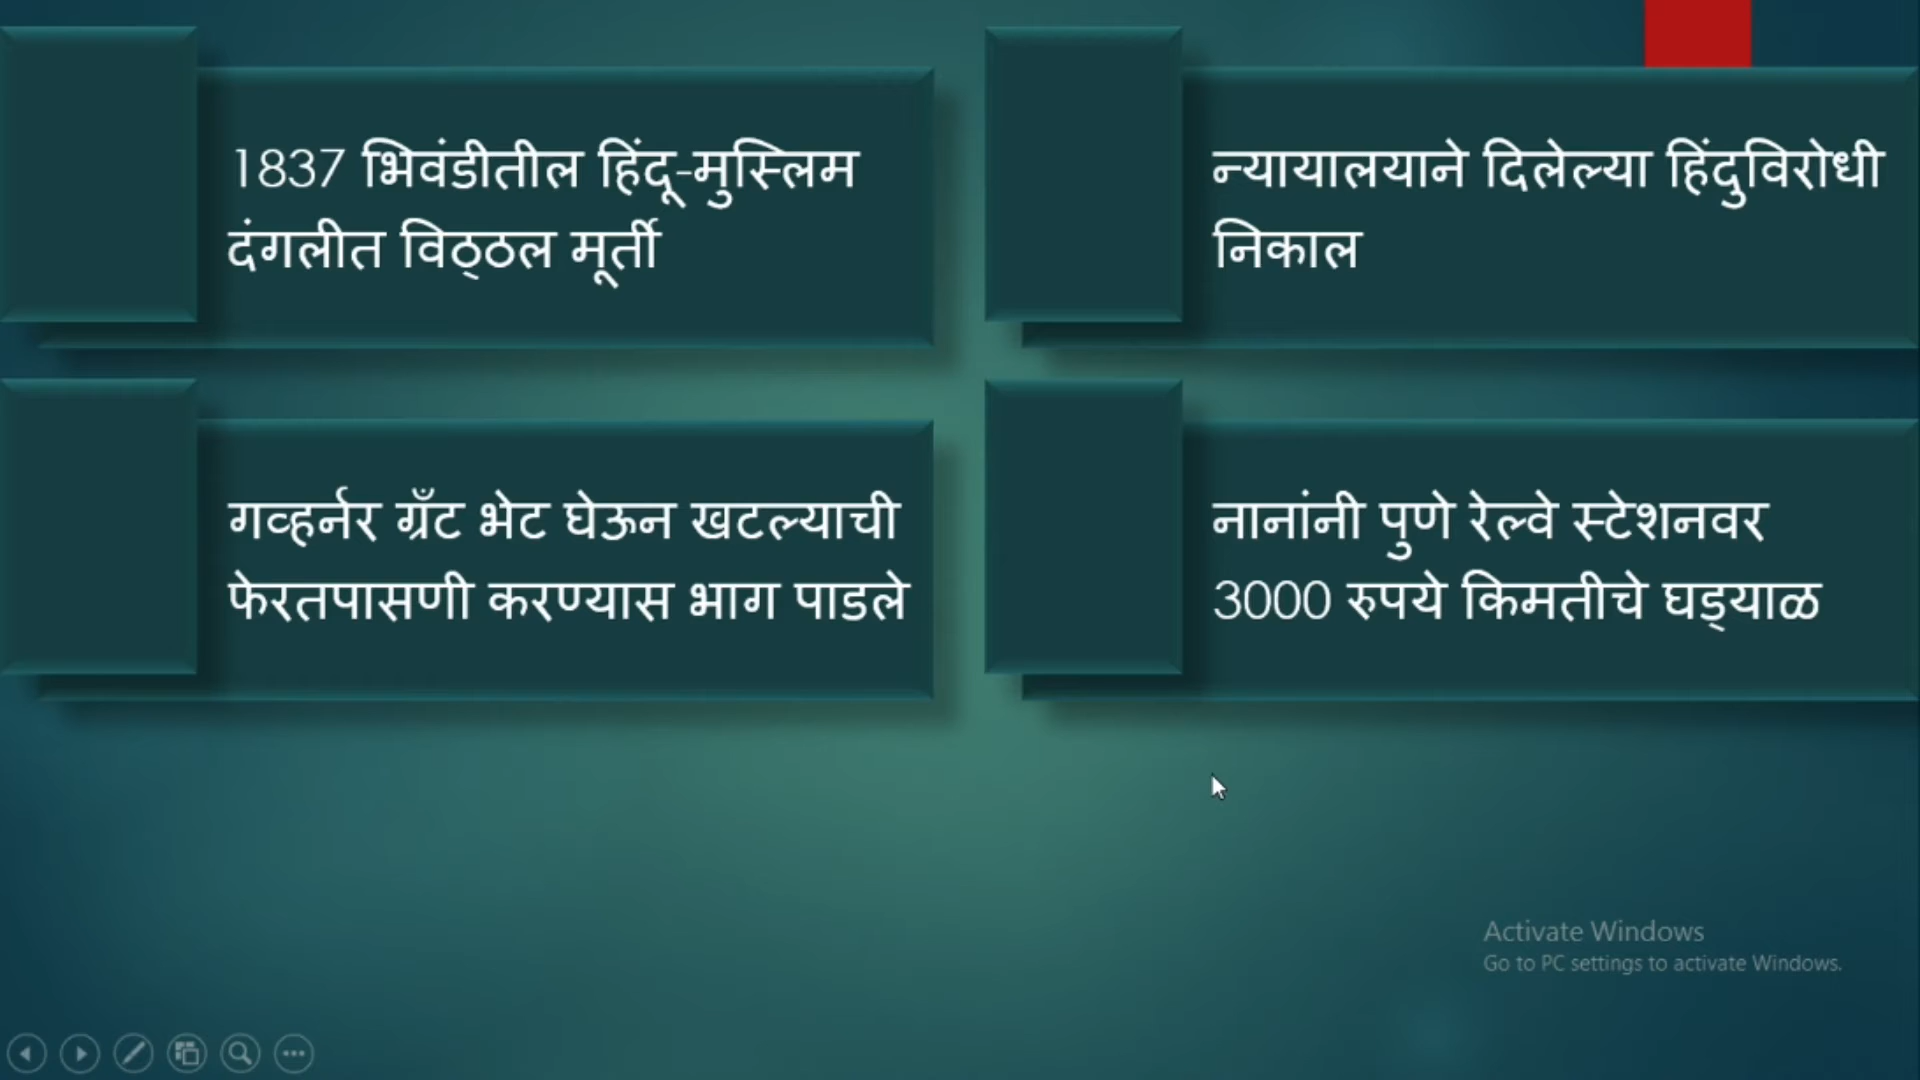 1837 भिवंडीतील हिंदू-मुस्लिम
दंगलीत विठ्ठल मूर्ती
न्यायालयाने दिलेल्या हिंदुविरोधी
निकाल
गव्हर्नर ग्रँट भेट घेऊन खटल्याची
फेरतपासणी करण्यास भाग पाडले
नानांनी पुणे रेल्वे स्टेशनवर
3000 रुपये किमतीचे घड्याळ
Activate Windows
Go to PC settings to activate Windows.